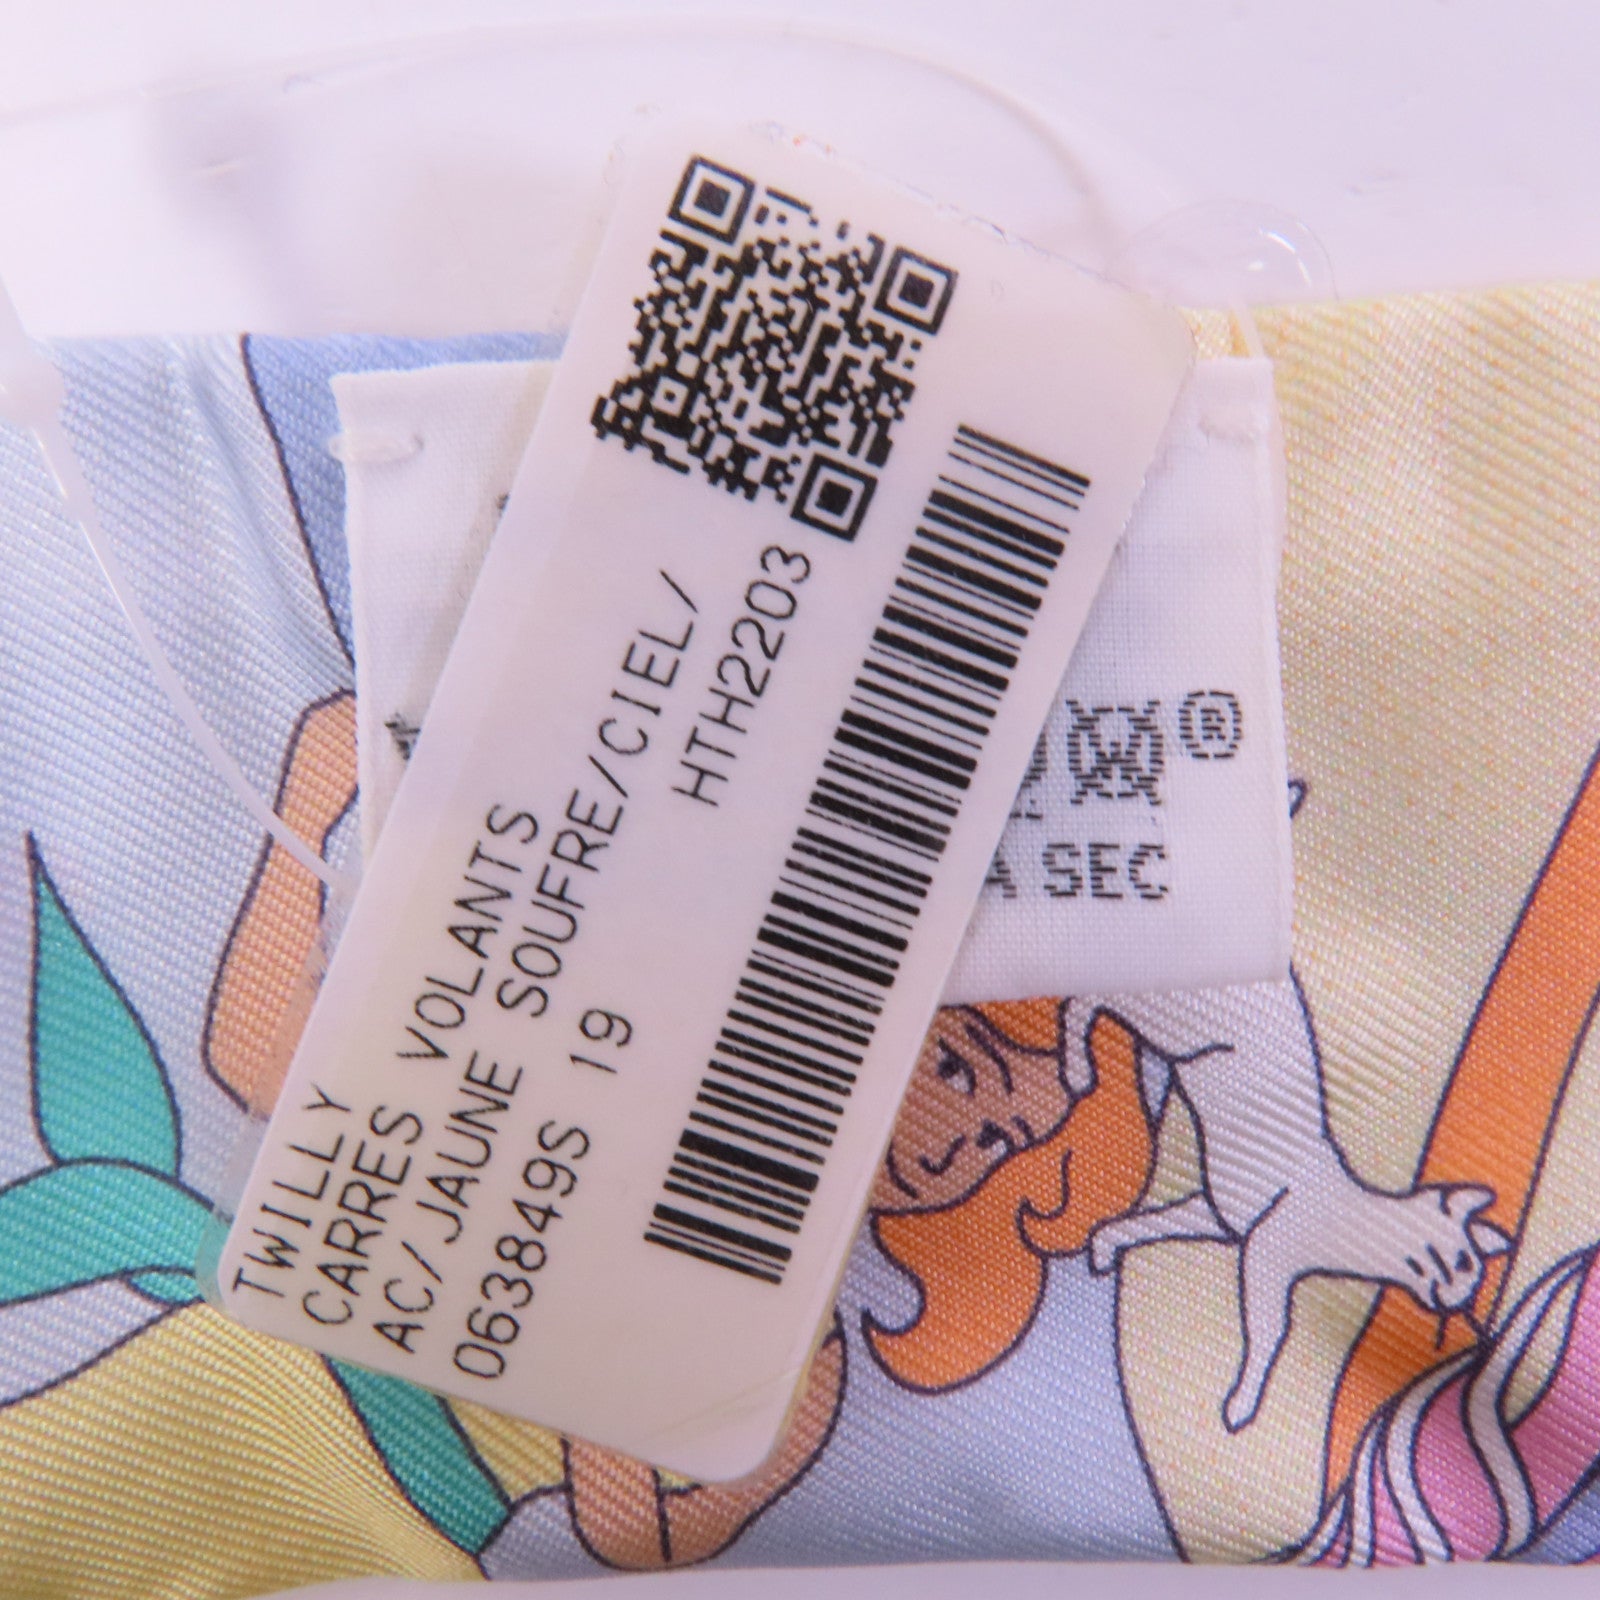 TWILLY
CARRES VOLANTS
AC/JAUNE SOUFRE/CIEL/
063849S 19 HTH2203
®
SEC